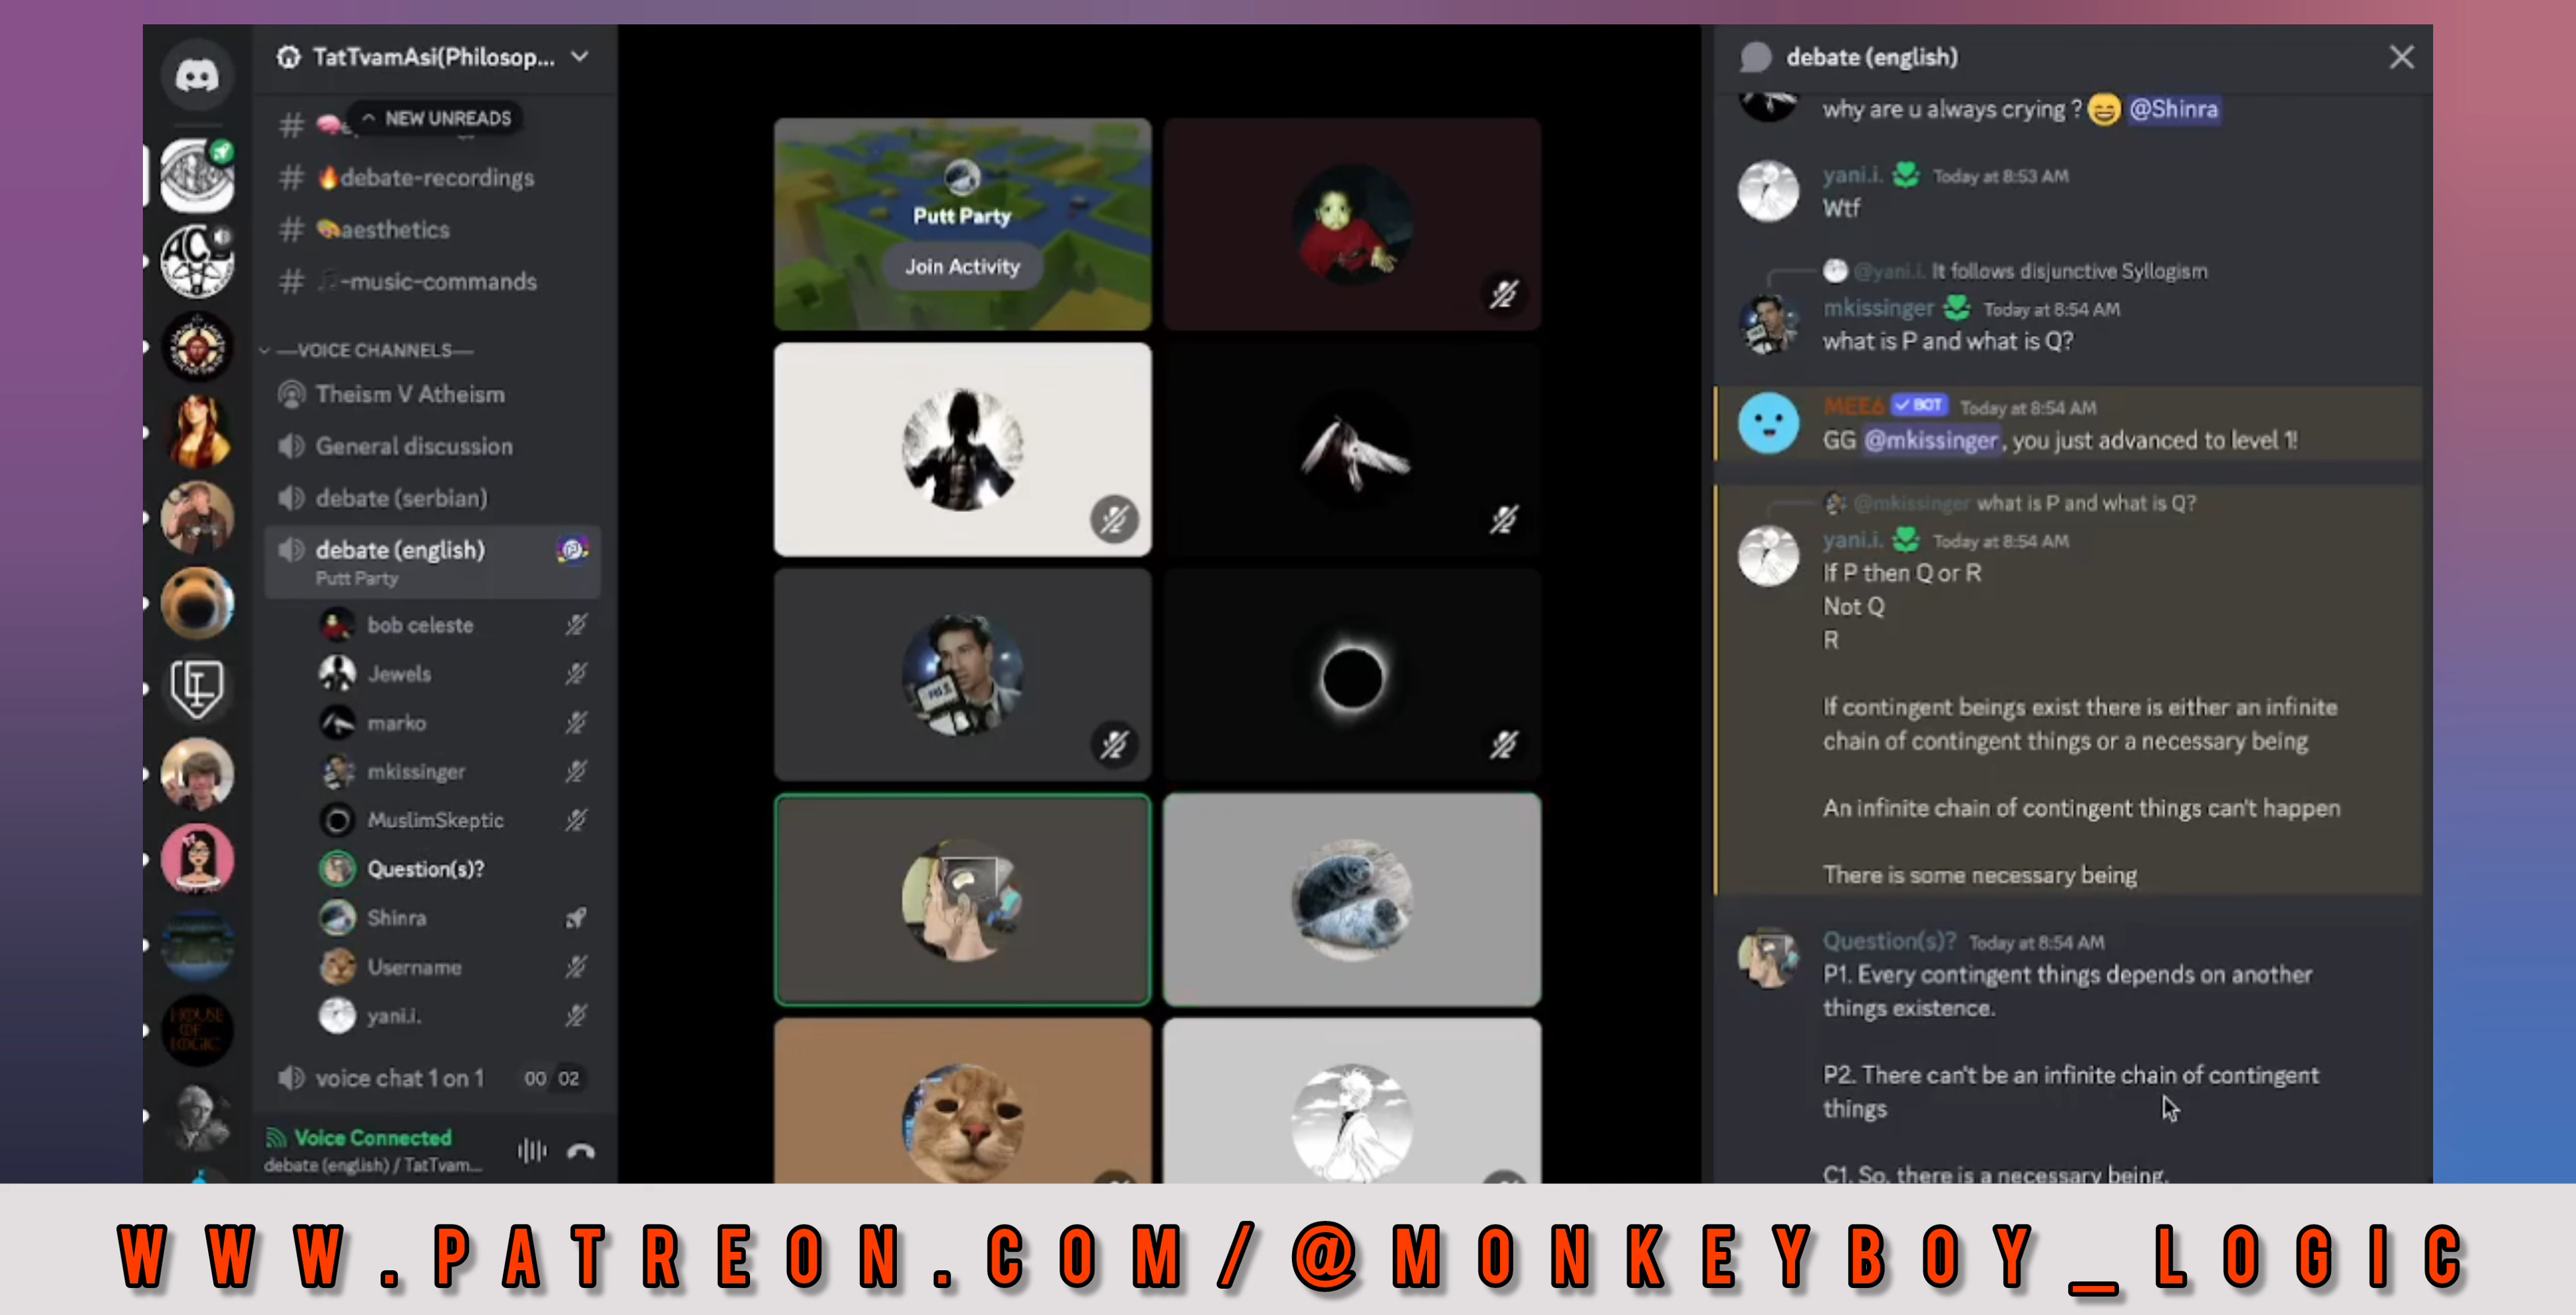 TatTvamAsi(Philosop...
NEW UNREADS
debate-recordings
aesthetics
-music-commands
—VOICE CHANNELS—
Theism V Atheism
General discussion
debate (serbian)
debate (english)
Putt Party
bob celeste
Jewels
marko
mkissinger
MuslimSkeptic
Question(s)?
Shinra
Username
yani.i.
voice chat 1 on 1 00 02
Voice Connected
debate (english) / TatTvam...
HOUSE
OF
LOGIC
Putt Party
Join Activity
debate (english)
why are u always crying ? 😄 @Shinra
yani.i. Today at 8:53 AM
Wtf
@yani.i. It follows disjunctive Syllogism
mkissinger Today at 8:54 AM
what is P and what is Q?
MEE6 ✓ BOT Today at 8:54 AM
GG @mkissinger, you just advanced to level 1!
@mkissinger what is P and what is Q?
yani.i. Today at 8:54 AM
If P then Q or R
Not Q
R
If contingent beings exist there is either an infinite
chain of contingent things or a necessary being
An infinite chain of contingent things can't happen
There is some necessary being
Question(s)? Today at 8:54 AM
P1. Every contingent things depends on another
things existence.
P2. There can't be an infinite chain of contingent
things
C1. So, there is a necessary being.
WWW.PATREON.COM/@MONKEYBOY_LOGIC